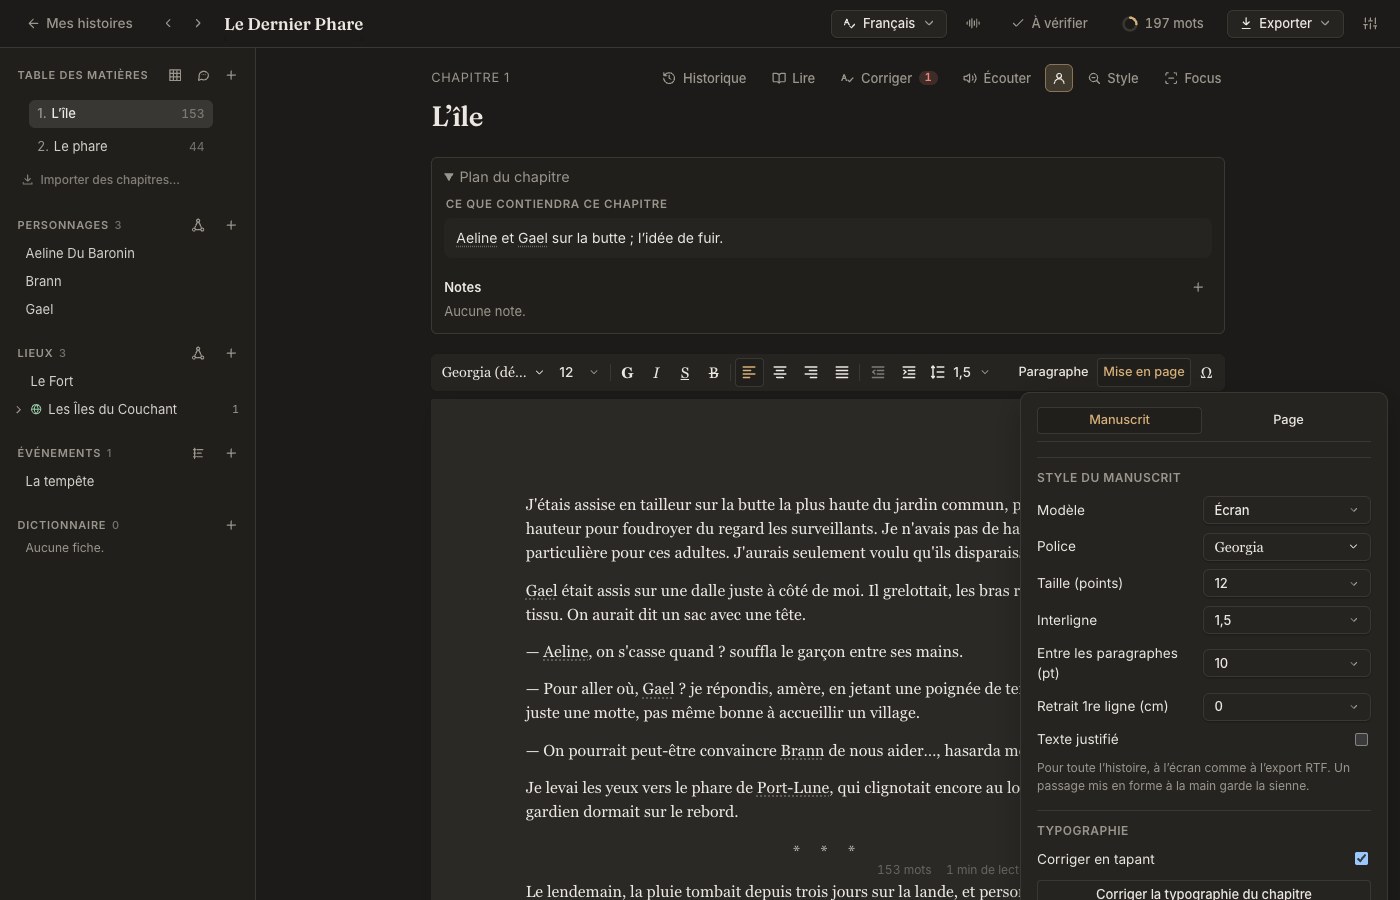 Mes histoires
Le Dernier Phare
Français
À vérifier
197 mots
Exporter
TABLE DES MATIÈRES
1. L’île 153
2. Le phare 44
Importer des chapitres...
PERSONNAGES 3
Aeline Du Baronin
Brann
Gael
LIEUX 3
Le Fort
Les Îles du Couchant 1
ÉVÉNEMENTS 1
La tempête
DICTIONNAIRE 0
Aucune fiche.
CHAPITRE 1
Historique
Lire
Corriger 1
Écouter
Style
Focus
L’île
Plan du chapitre
CE QUE CONTIENDRA CE CHAPITRE
Aeline et Gael sur la butte ; l’idée de fuir.
Notes
Aucune note.
Georgia (dé... 12 G I S B 1,5 Paragraphe Mise en page Ω
J'étais assise en tailleur sur la butte la plus haute du jardin commun, p
hauteur pour foudroyer du regard les surveillants. Je n'avais pas de ha
particulière pour ces adultes. J'aurais seulement voulu qu'ils disparais
Gael était assis sur une dalle juste à côté de moi. Il grelottait, les bras r
tissu. On aurait dit un sac avec une tête.
— Aeline, on s'casse quand ? souffla le garçon entre ses mains.
— Pour aller où, Gael ? je répondis, amère, en jetant une poignée de te
juste une motte, pas même bonne à accueillir un village.
— On pourrait peut-être convaincre Brann de nous aider..., hasarda m
Je levai les yeux vers le phare de Port-Lune, qui clignotait encore au lo
gardien dormait sur le rebord.
* * *
153 mots 1 min de lect
Le lendemain, la pluie tombait depuis trois jours sur la lande, et perso
Manuscrit
Page
STYLE DU MANUSCRIT
Modèle Écran
Police Georgia
Taille (points) 12
Interligne 1,5
Entre les paragraphes
(pt) 10
Retrait 1re ligne (cm) 0
Texte justifié
Pour toute l’histoire, à l’écran comme à l’export RTF. Un
passage mis en forme à la main garde la sienne.
TYPOGRAPHIE
Corriger en tapant
Corriger la typographie du chapitre